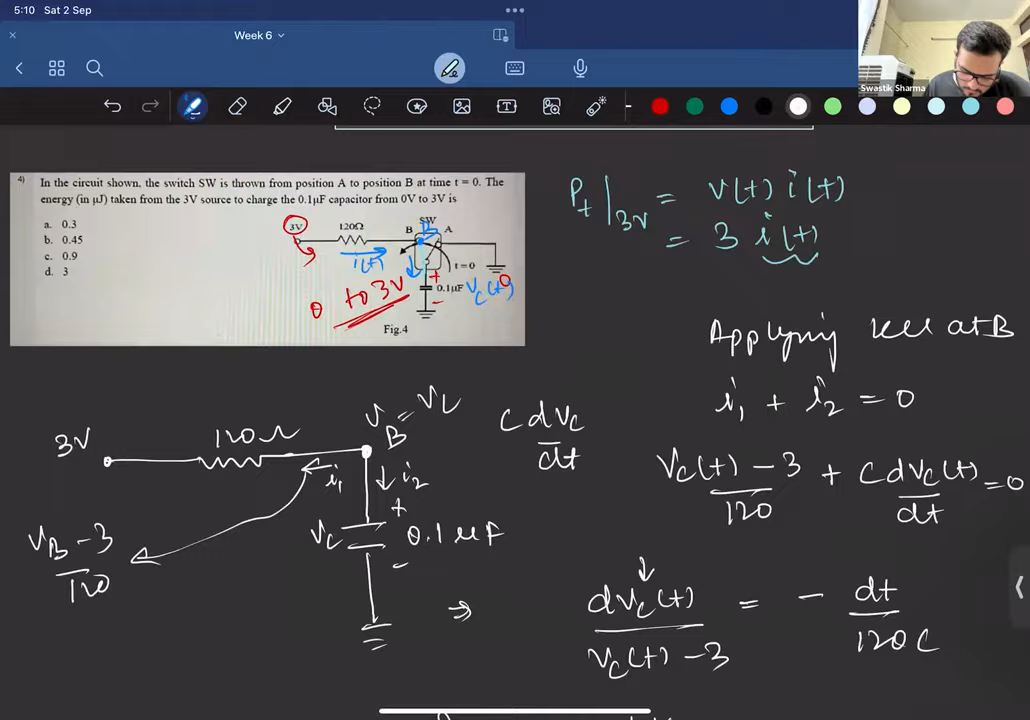 5:10 Sat 2 Sep
Week 6
Swastik Sharma
4) In the circuit shown, the switch SW is thrown from position A to position B at time t = 0. The
energy (in µJ) taken from the 3V source to charge the 0.1µF capacitor from 0V to 3V is
a. 0.3
b. 0.45
c. 0.9
d. 3
3V
120Ω
B
SW
A
B
i(t)
t=0
+
0.1µF
Vc(t)
0
-
0 to 3V
Fig.4
Pt|3V = v(t) i(t)
= 3 i(t)
Applying kcl at B
i1 + i2 = 0
Vc(t) - 3 / 120 + C dVc(t) / dt = 0
dVc(t) / Vc(t) - 3 = - dt / 120 C
3V
120 Ω
VB = Vc
C dVc / dt
i1
i2
+
Vc
0.1 µF
-
VB - 3 / 120